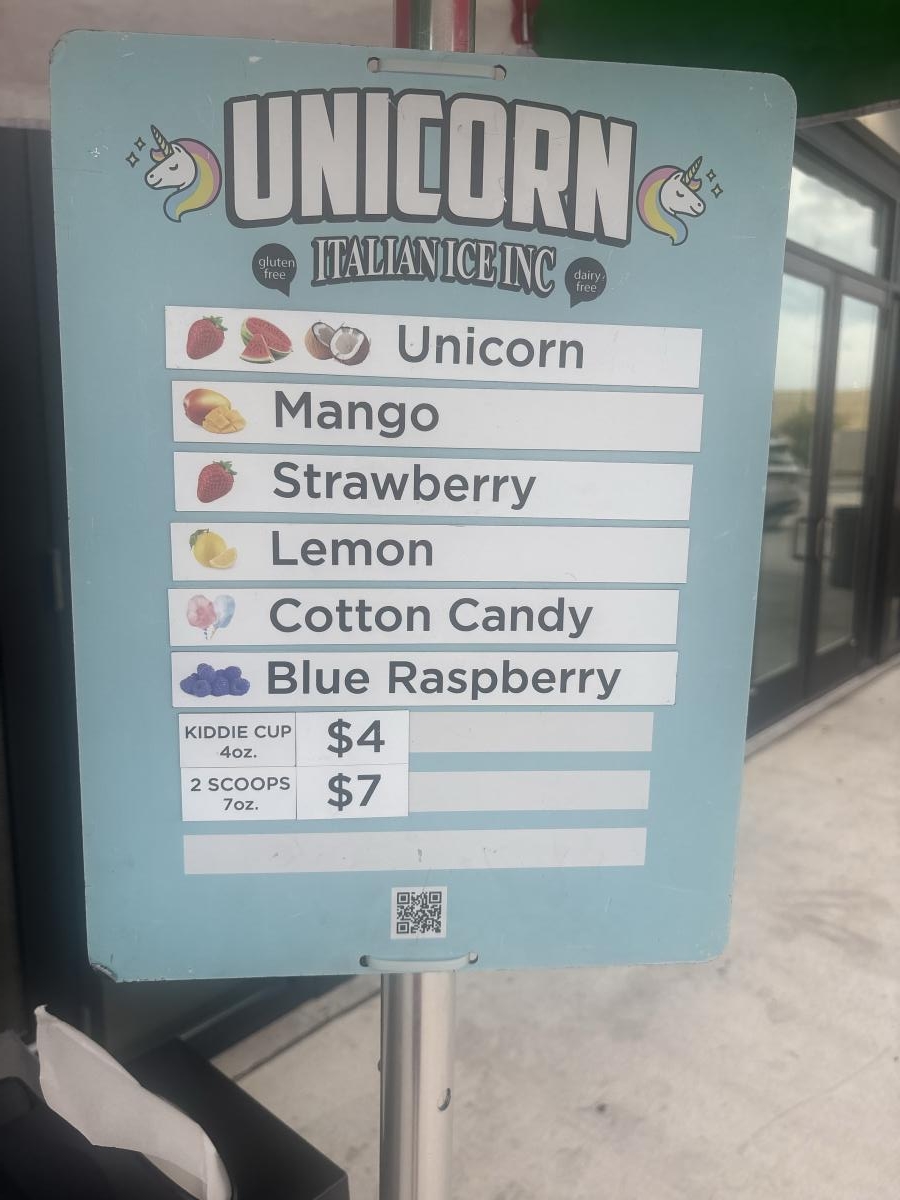 UNICORN
ITALIAN ICE INC
gluten
free
dairy
free
Unicorn
Mango
Strawberry
Lemon
Cotton Candy
Blue Raspberry
KIDDIE CUP
4oz.
$4
2 SCOOPS
7oz.
$7